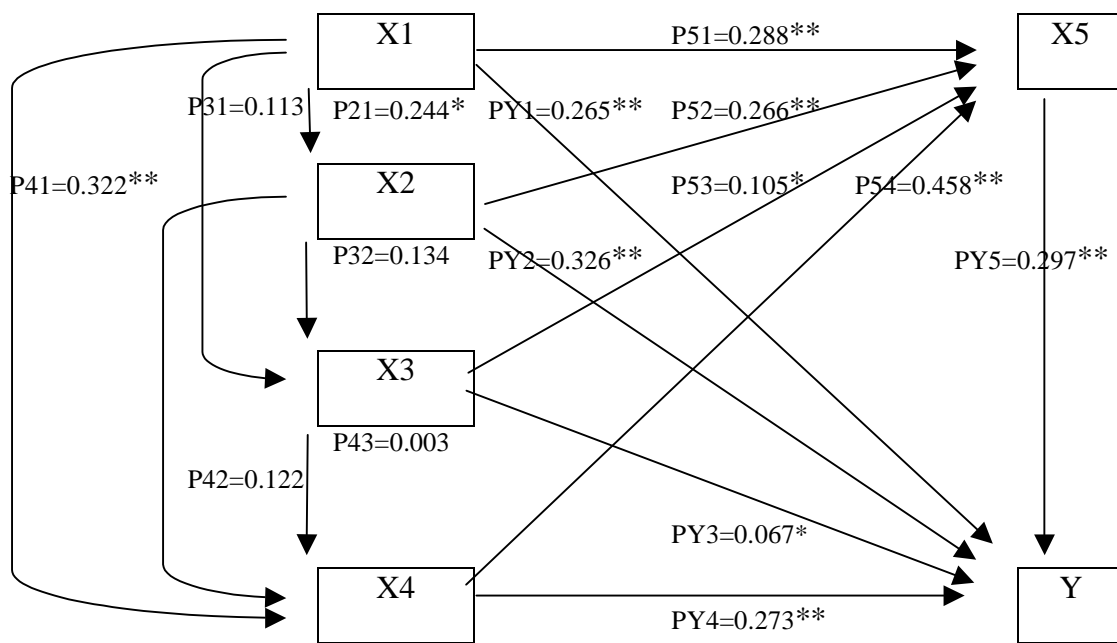 X1
P51=0.288**
X5
P31=0.113
P21=0.244*
PY1=0.265**
P52=0.266**
P41=0.322**
X2
P53=0.105*
P54=0.458**
P32=0.134
PY2=0.326**
PY5=0.297**
X3
P43=0.003
P42=0.122
PY3=0.067*
X4
Y
PY4=0.273**